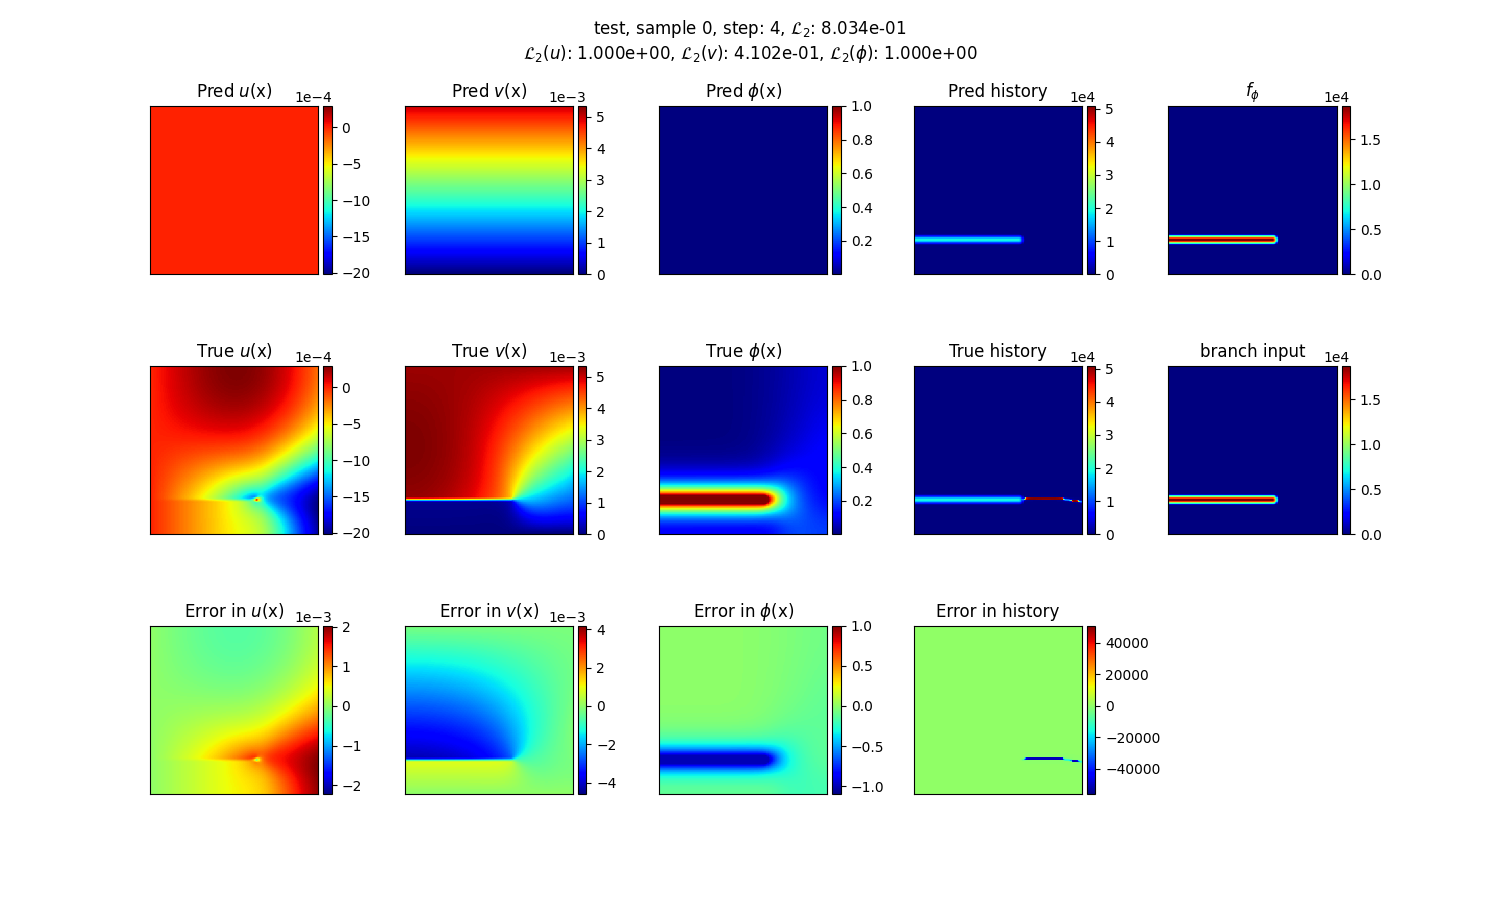 test, sample 0, step: 4, ℒ₂: 8.034e-01
ℒ₂(u): 1.000e+00, ℒ₂(v): 4.102e-01, ℒ₂(ϕ): 1.000e+00
Pred u(x)
1e−4
0
−5
−10
−15
−20
Pred v(x)
1e−3
5
4
3
2
1
0
Pred ϕ(x)
1.0
0.8
0.6
0.4
0.2
Pred history
1e4
5
4
3
2
1
0
f_ϕ
1e4
1.5
1.0
0.5
0.0
True u(x)
1e−4
0
−5
−10
−15
−20
True v(x)
1e−3
5
4
3
2
1
0
True ϕ(x)
1.0
0.8
0.6
0.4
0.2
True history
1e4
5
4
3
2
1
0
branch input
1e4
1.5
1.0
0.5
0.0
Error in u(x)
1e−3
2
1
0
−1
−2
Error in v(x)
1e−3
4
2
0
−2
−4
Error in ϕ(x)
1.0
0.5
0.0
−0.5
−1.0
Error in history
40000
20000
0
−20000
−40000